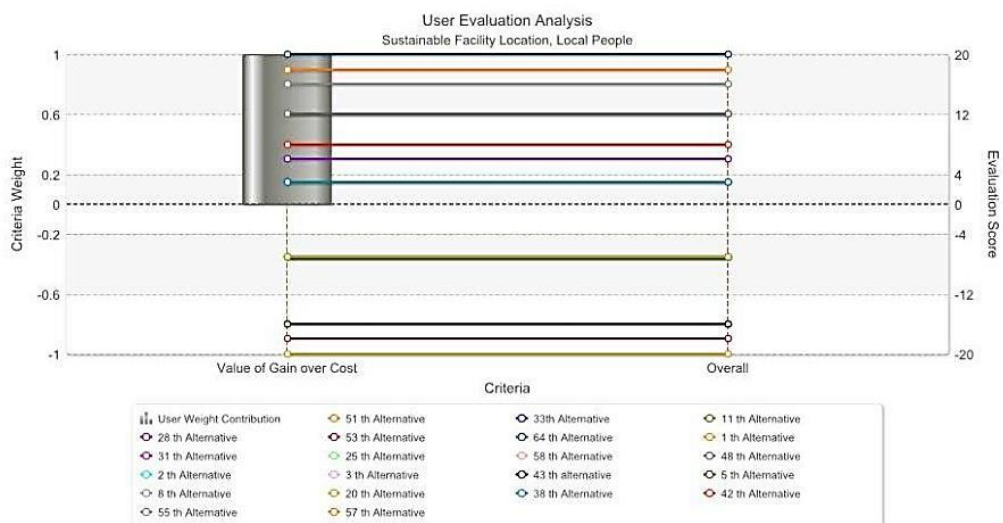 User Evaluation Analysis
Sustainable Facility Location, Local People
1
0.6
0.2
0
-0.2
-0.6
-1
Criteria Weight
20
12
4
0
-4
-12
-20
Evaluation Score
Value of Gain over Cost
Overall
Criteria
User Weight Contribution 51 th Alternative 33th Alternative 11 th Alternative
28 th Alternative 53 th Alternative 64 th Alternative 1 th Alternative
31 th Alternative 25 th Alternative 58 th Alternative 48 th Alternative
2 th Alternative 3 th Alternative 43 th alternative 5 th Alternative
8 th Alternative 20 th Alternative 38 th Alternative 42 th Alternative
55 th Alternative 57 th Alternative